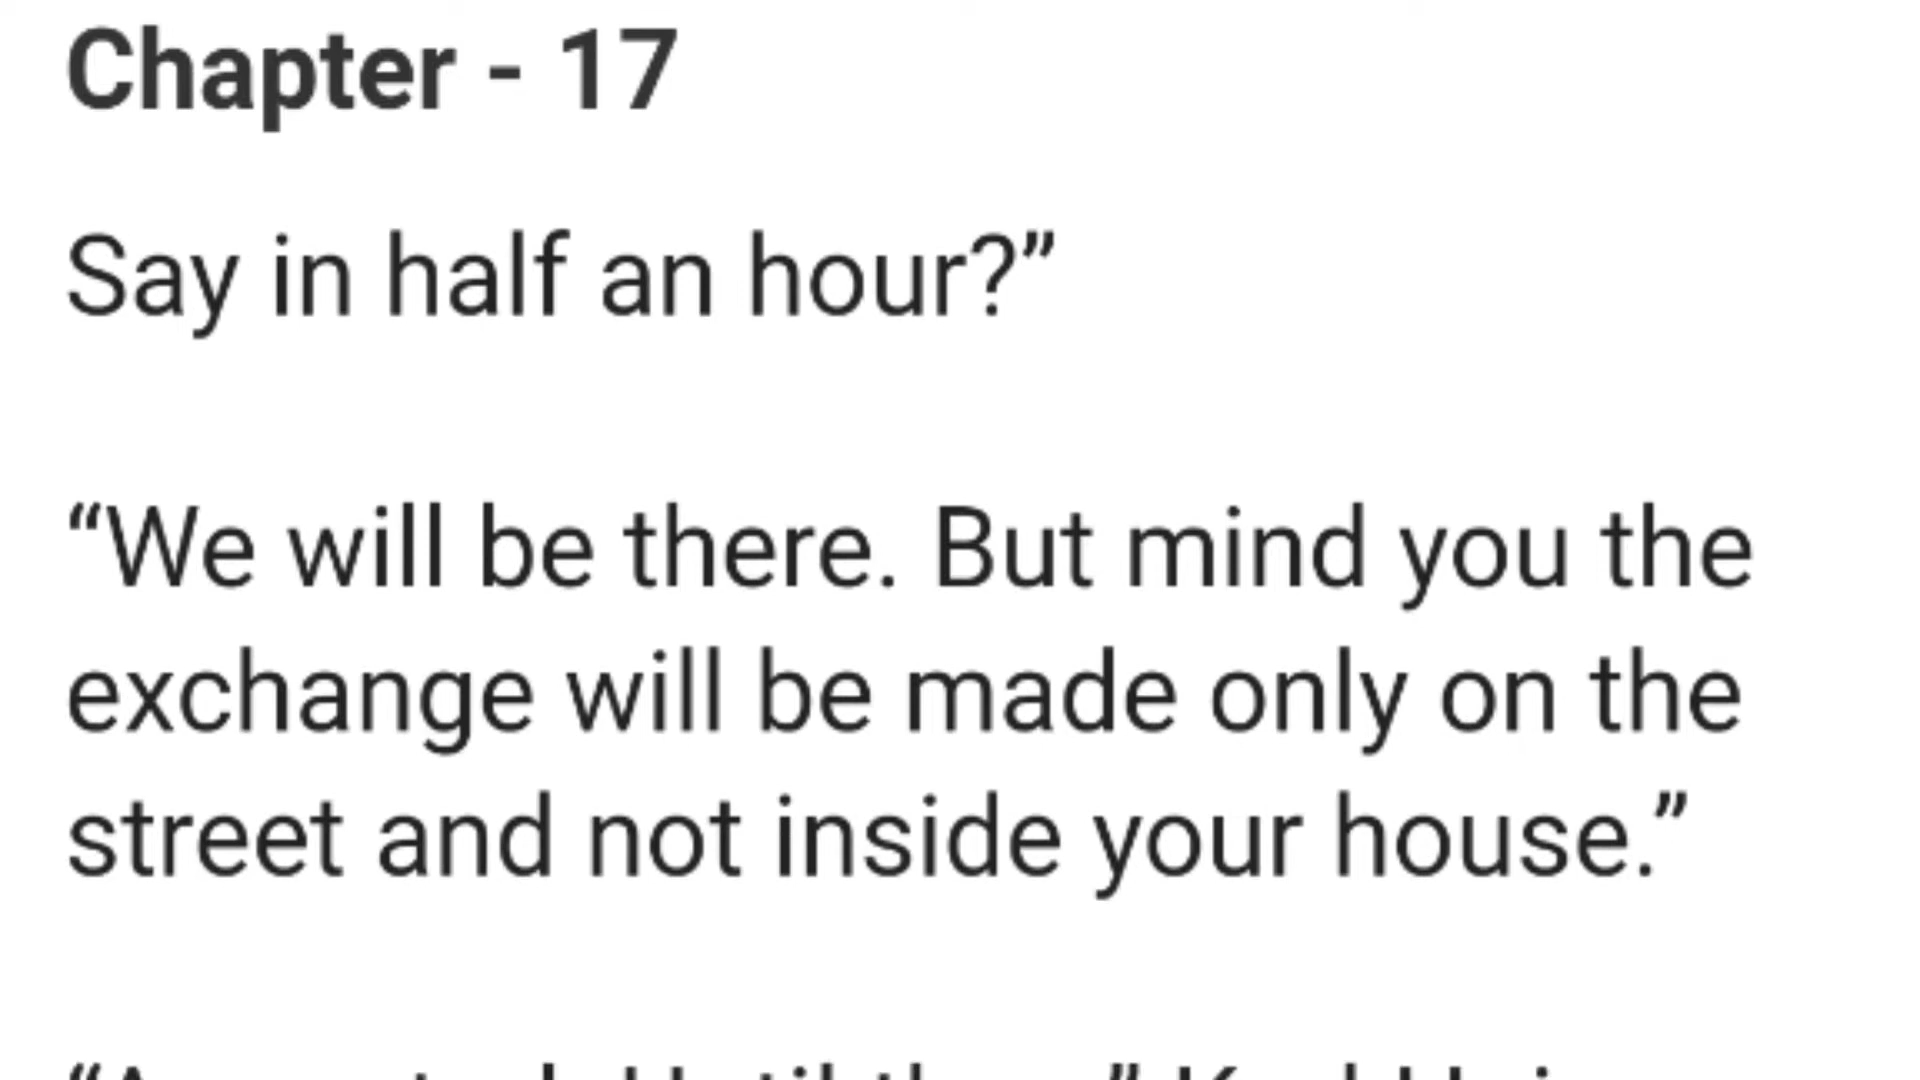 Chapter - 17
Say in half an hour?”
“We will be there. But mind you the
exchange will be made only on the
street and not inside your house.”